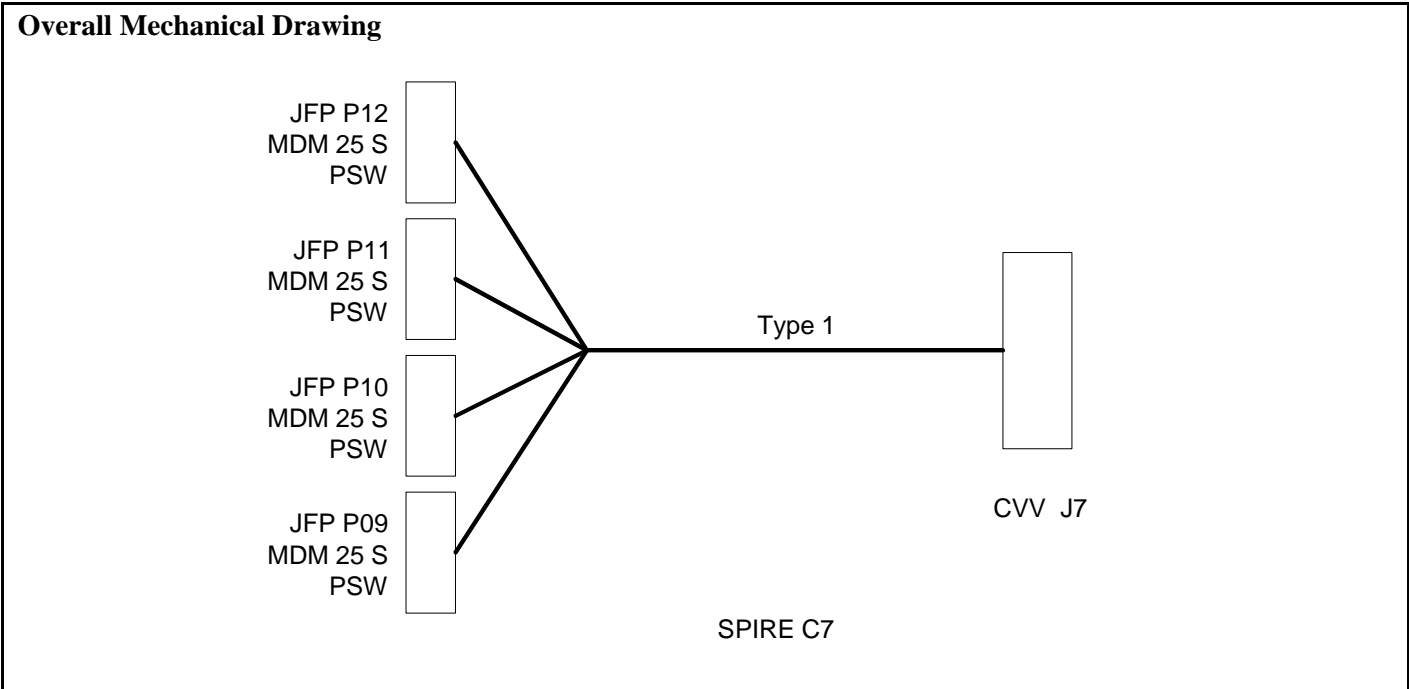 Overall Mechanical Drawing
JFP P12
MDM 25 S
PSW
JFP P11
MDM 25 S
PSW
JFP P10
MDM 25 S
PSW
JFP P09
MDM 25 S
PSW
Type 1
CVV J7
SPIRE C7